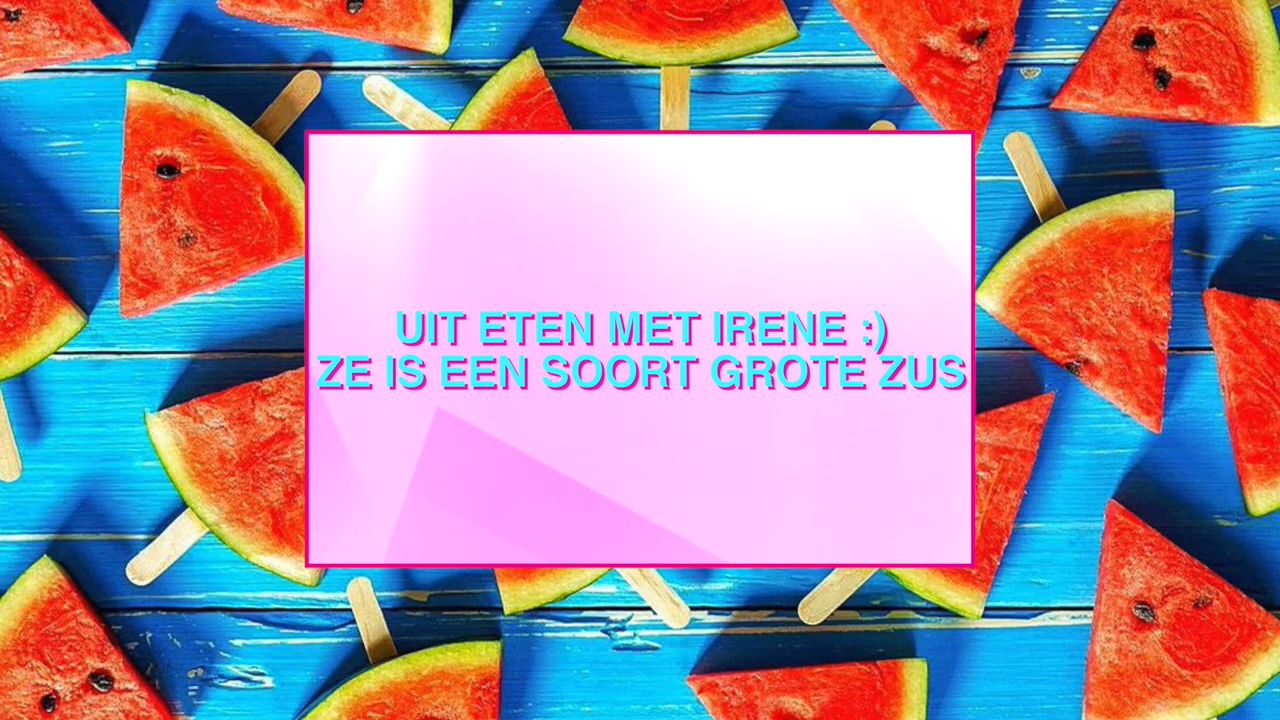 UIT ETEN MET IRENE :)
ZE IS EEN SOORT GROTE ZUS